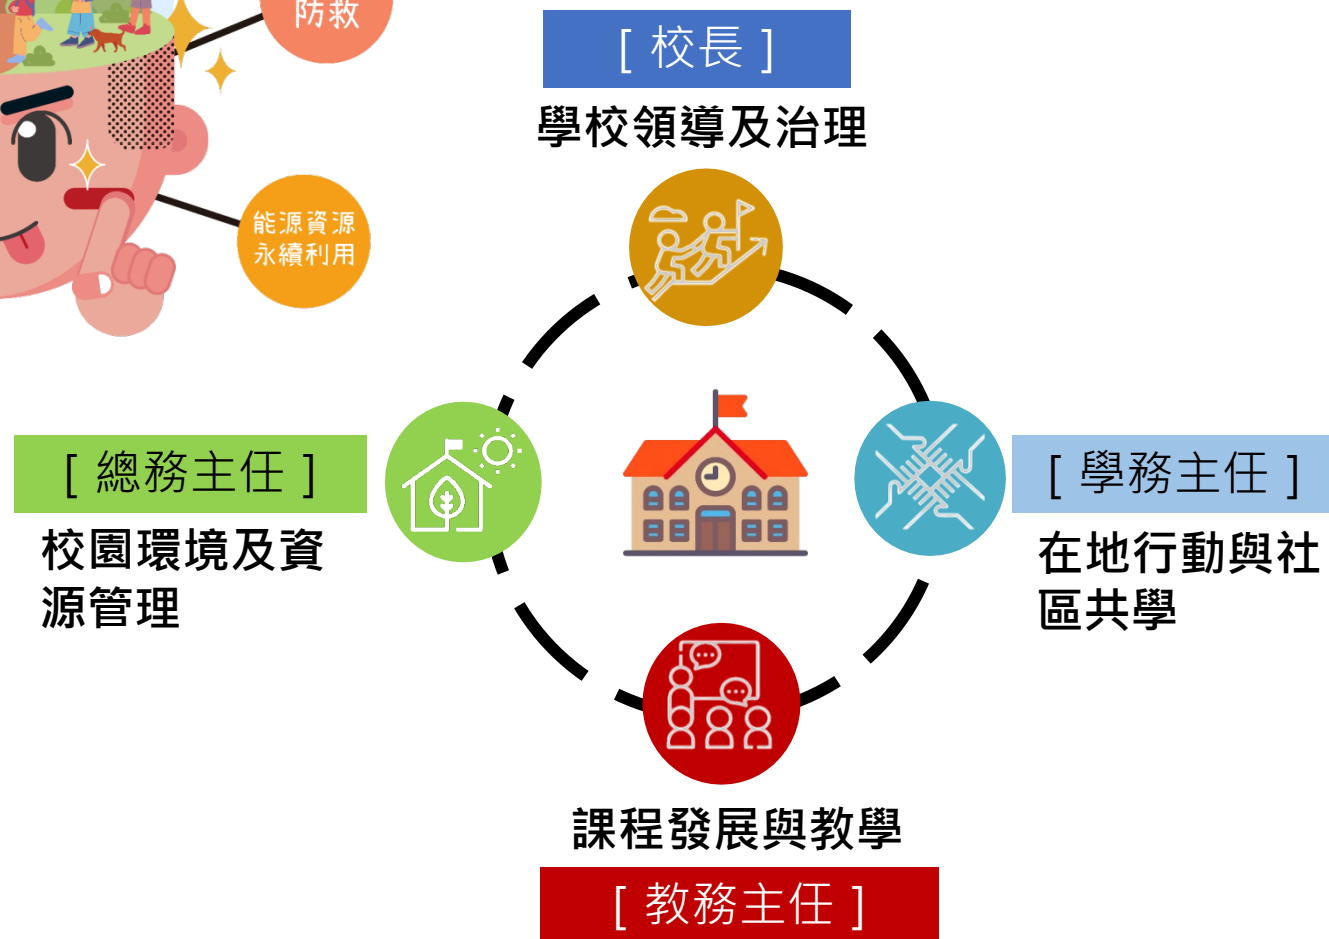 防救
[ 校長 ]
學校領導及治理
能源資源
永續利用
[ 總務主任 ]
校園環境及資
源管理
[ 學務主任 ]
在地行動與社
區共學
課程發展與教學
[ 教務主任 ]